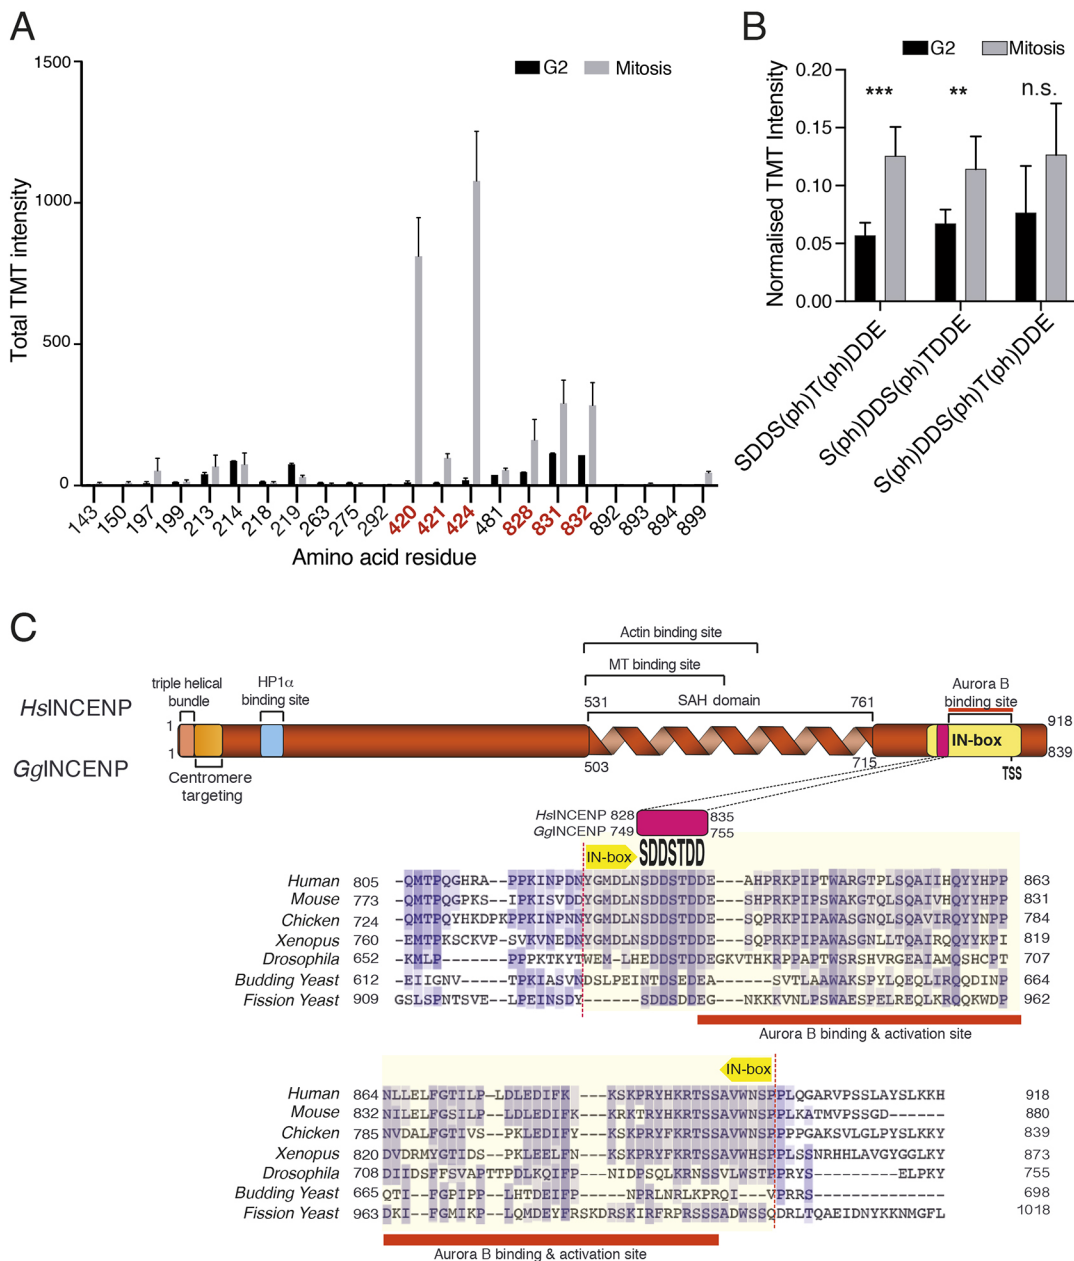 A
1500
1000
500
0
Total TMT intensity
G2
Mitosis
143 150 197 199 213 214 218 219 263 275 292 420 421 424 481 828 831 832 892 893 894 899
Amino acid residue
B
G2
Mitosis
0.20
0.15
0.10
0.05
0.00
Normalised TMT Intensity
*** ** n.s.
SDDS(ph)T(ph)DDE
S(ph)DDS(ph)TDDE
S(ph)DDS(ph)T(ph)DDE
C
Actin binding site
MT binding site
triple helical
bundle
HP1α
binding site
531 SAH domain 761
Aurora B
binding site
HsINCENP 1 918
IN-box
GgINCENP 1 503 715 839
TSS
Centromere
targeting
HsINCENP 828 835
GgINCENP 749 755
IN-box SDDSTDD
Human 805 -QMTPQGHRA--PPKINPDNYGMDLNSDDSTDDE---AHPRKPIPTWARGTPLSQAIIHQYYHPP 863
Mouse 773 -QMTPQGPKS--IPKISVDDYGMDLNSDDSTDDE---SHPRKPIPTWARGTQLSQAIVHQYYHPP 831
Chicken 724 -QMTPQYHKDPKPPKINPNNYGMDLNSDDSTDDE---SQPRKPIPAWASGNQLSQAVIRQYYNPP 784
Xenopus 760 -EMTPKSCKVP-SVKVNEDNYGMDLNSDDSTDDE---SQPRKPIPAWASGNLLTQAIRQQYYKPI 819
Drosophila 652 -KMLP------PPPKTKYTWEM-LHEDDSTDDEGKVTHKRPPAPTWSRSHVRGEAIAMQSHCPT 707
Budding Yeast 612 -EIIGNV----TPKIASVNDSLPEINTDSEDEA-----SVTLAAWAKSPYLQEQLIRQQDINP 664
Fission Yeast 909 GSLSPNTSVE--LPEINSDY------SDDSDDEG---NKKKVNLPSWAESPELREQLKRQQKWDP 962
Aurora B binding & activation site
IN-box
Human 864 NLLELFGTILP-LDLEDIFK----KSKPRYHKRTSSAVWNSPPLQGARVPSSLAYSLKKH 918
Mouse 832 NILELFGSILP-LDLEDIFK---KRKTRYHKRTSSAVWNSPPLKATMVPSSGD------- 880
Chicken 785 NVDALFGTIVS--PKLEDIFY---KSKPRYFKRTSSAVWNSPPPPGAKSVLGLPYSLKKY 839
Xenopus 820 DVDRMYGTIDS--PKLEELFN---KSKPRYFKRTSSAVWHSPPLSSNRHHLAVGYGGLKY 873
Drosophila 708 DIIDSFFSVAPTTPDLKQIFP---NIDPSQLKRNSSVLWSTPPRYS---------ELPKY 755
Budding Yeast 665 QTI--FGPIPP--LHTDEIFP-----NPRLNRLKPRQI---VPRRS-------------- 698
Fission Yeast 963 DKI--FGMIKP--LQMDEYFRSKDRSKIRFRPRSSSADWSSQDRLTQAEIDNYKKNMGFL 1018
Aurora B binding & activation site